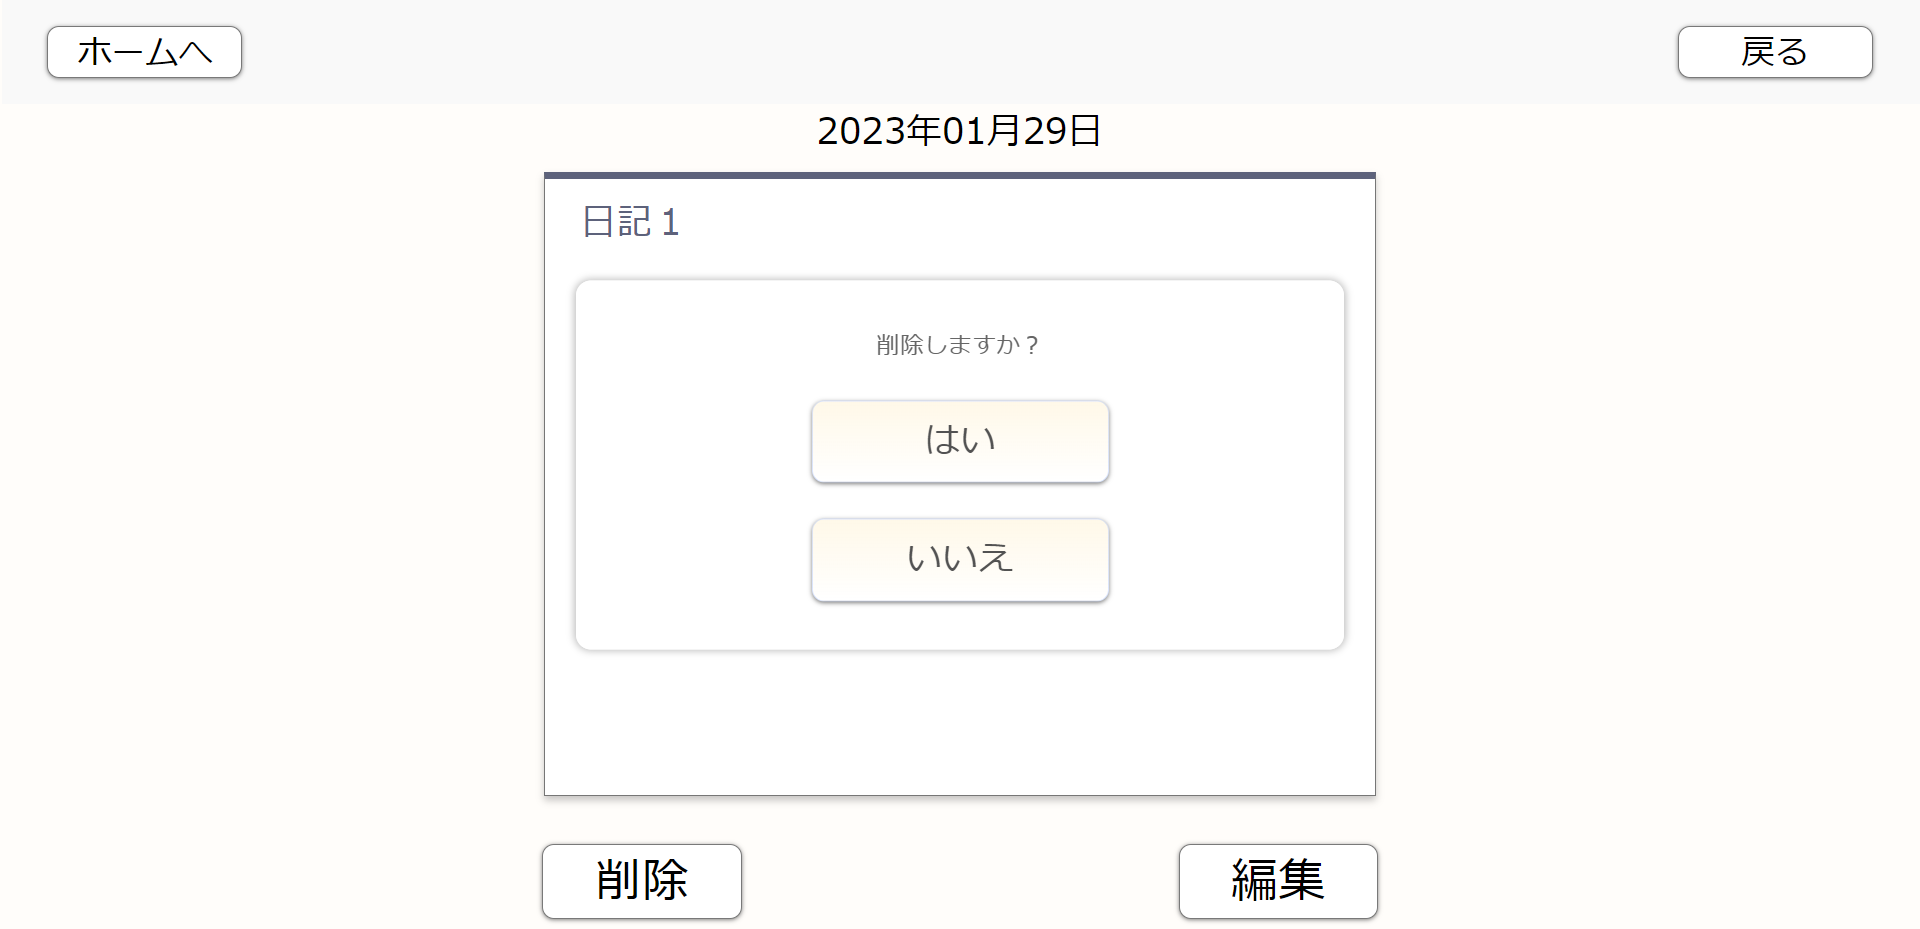 ホームへ
戻る
2023年01月29日
日記１
削除しますか？
はい
いいえ
削除
編集